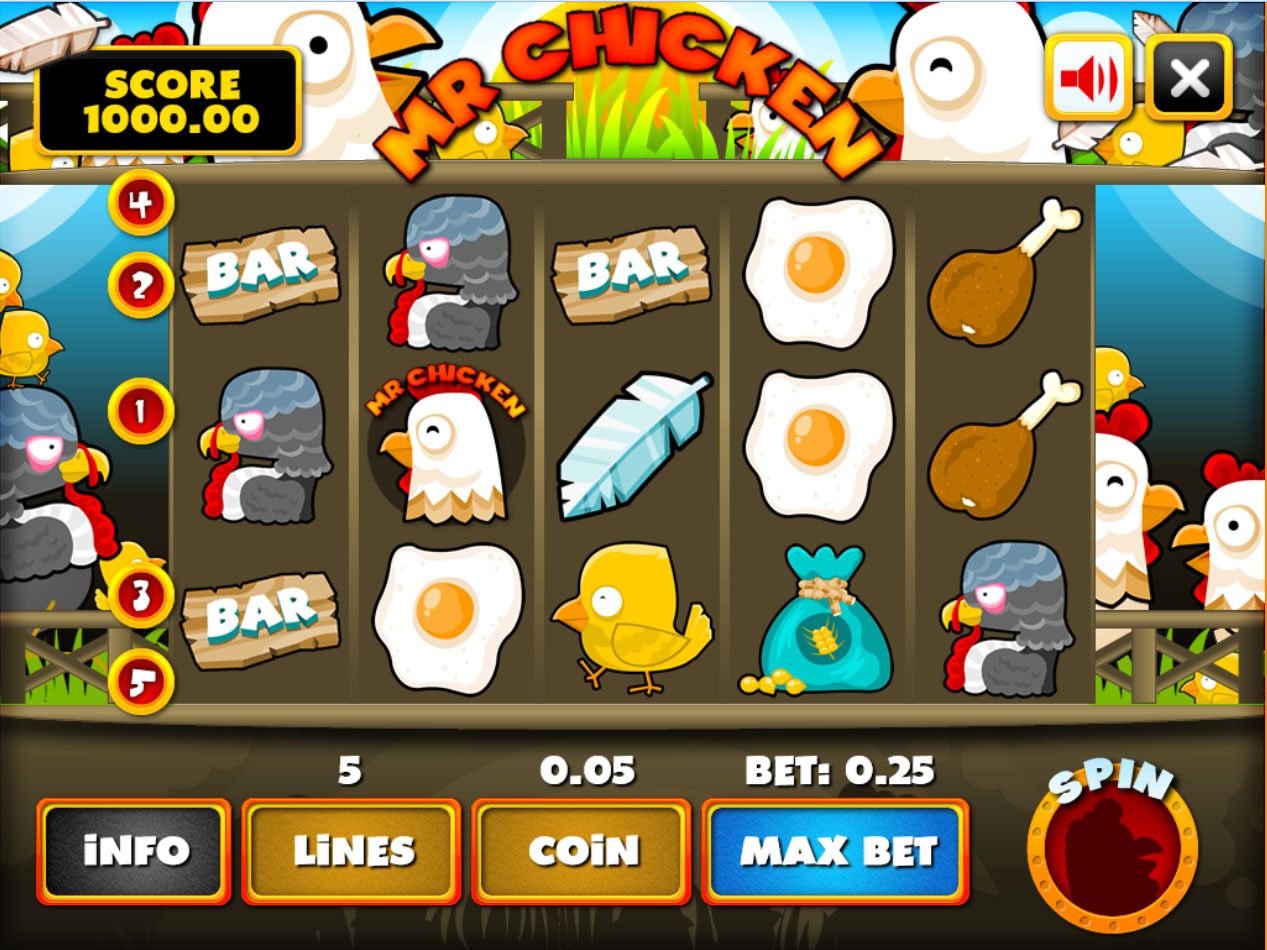 MR CHICKEN
SCORE
1000.00
4
2
BAR
BAR
1
MR CHICKEN
3
BAR
5
5
0.05
BET: 0.25
SPIN
iNFO
LiNES
COiN
MAX BET